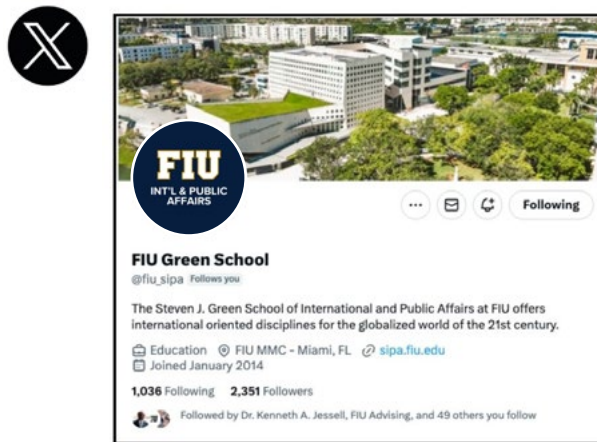 FIU
INT'L & PUBLIC
AFFAIRS
Following
FIU Green School
@fiu_sipa Follows you
The Steven J. Green School of International and Public Affairs at FIU offers
international oriented disciplines for the globalized world of the 21st century.
Education FIU MMC - Miami, FL sipa.fiu.edu
Joined January 2014
1,036 Following 2,351 Followers
Followed by Dr. Kenneth A. Jessell, FIU Advising, and 49 others you follow